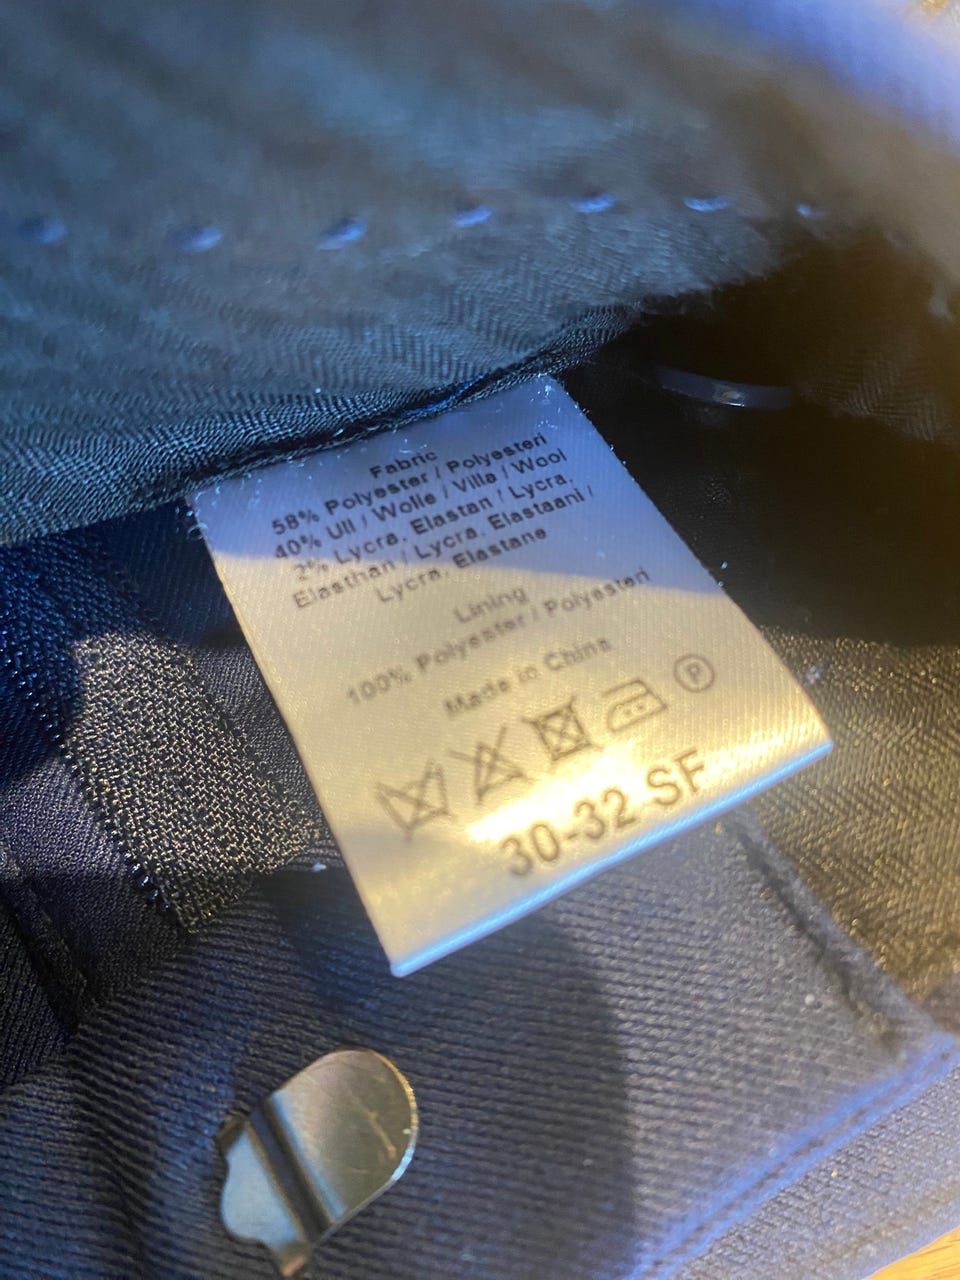 Fabric
58% Polyester / Polyesteri
40% Ull / Wolle / Villa / Wool
2% Lycra, Elastan / Lycra,
Elasthan / Lycra, Elastaani /
Lycra, Elastane
Lining
100% Polyester / Polyesteri
Made in China
P
30-32 SF